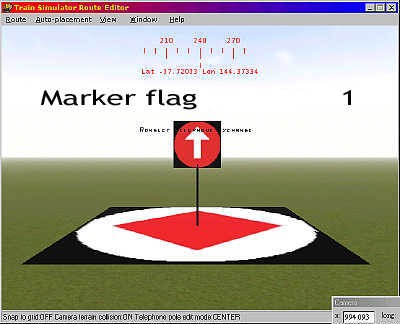 Train Simulator Route Editor
Route Auto-placement View Window Help
210 240 270
Lat -37.72033 Lon 144.37334
Marker flag 1
Snap to grid:OFF Camera terrain collision:ON Telephone pole edit mode:CENTER
Camera
x: 994.093 long